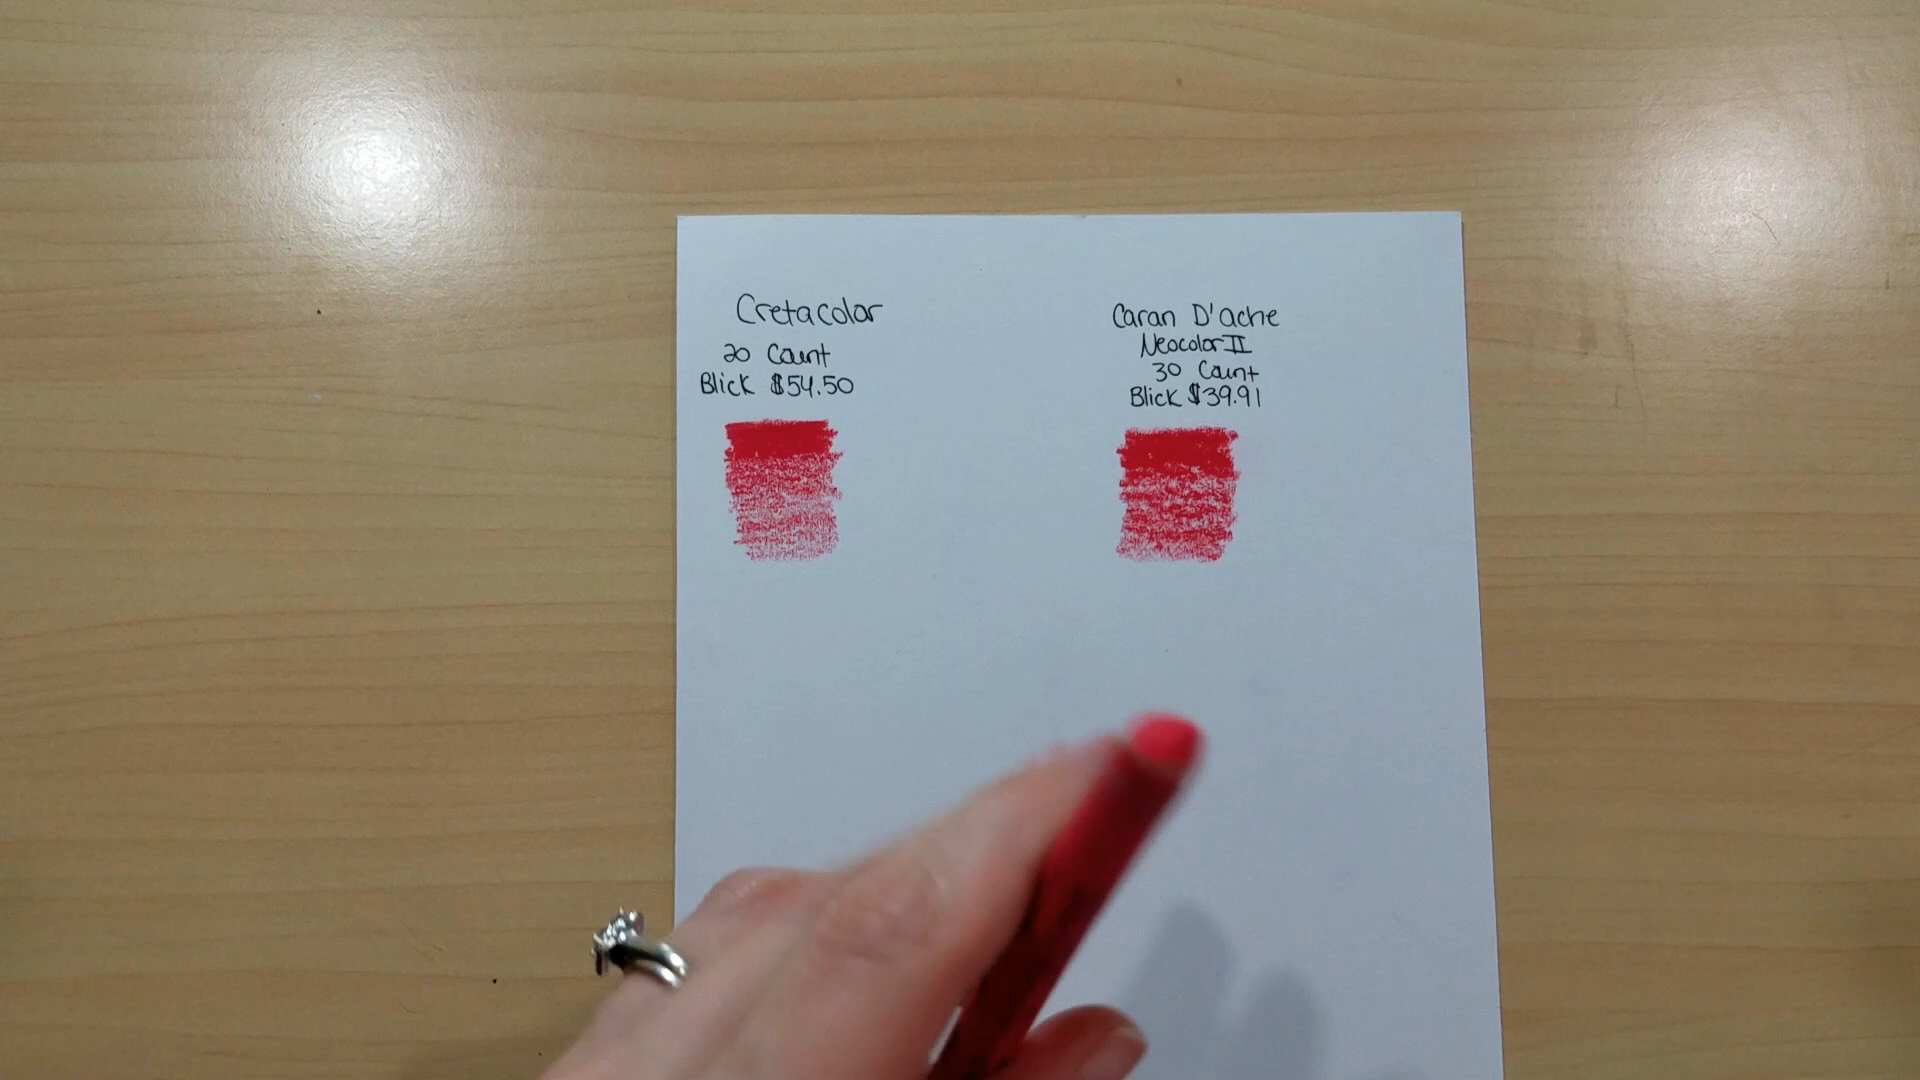 Cretacolor
20 Count
Blick $54.50
Caran D'ache
Neocolor II
30 Count
Blick $39.91